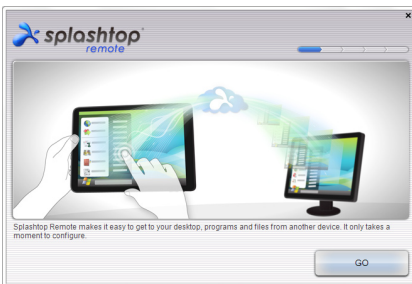 splashtop
remote
Splashtop Remote makes it easy to get to your desktop, programs and files from another device. It only takes a
moment to configure.
GO